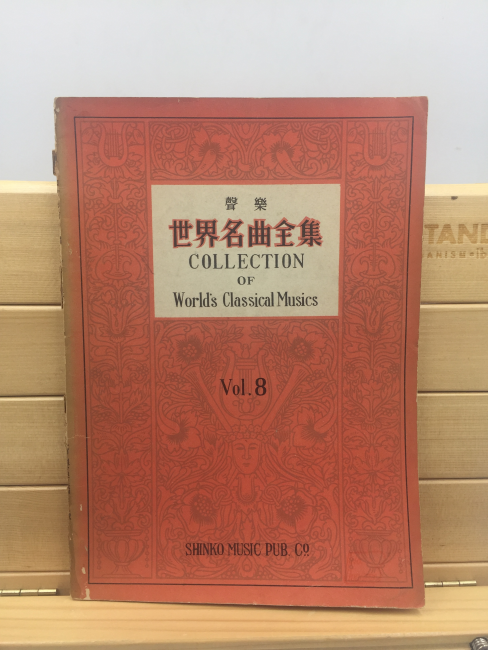 聲樂
世界名曲全集
COLLECTION
OF
World's Classical Musics
Vol. 8
SHINKO MUSIC PUB. CO.
TAND